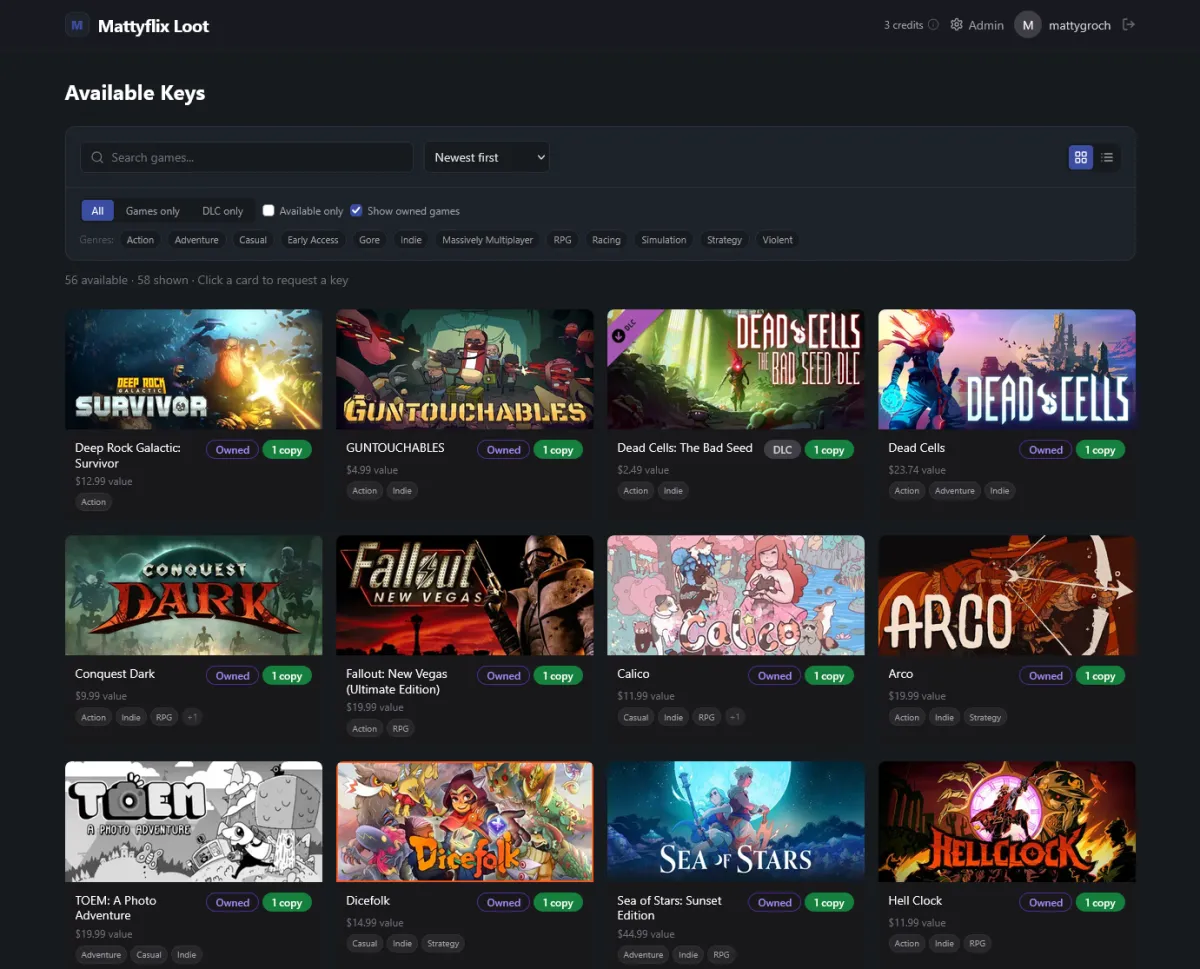 M Mattyflix Loot
3 credits Admin M mattygroch
Available Keys
Search games... Newest first
All Games only DLC only Available only Show owned games
Genres: Action Adventure Casual Early Access Gore Indie Massively Multiplayer RPG Racing Simulation Strategy Violent
56 available · 58 shown · Click a card to request a key
DEEP ROCK
GALACTIC
SURVIVOR
GUNTOUCHABLES
DLC
DEAD CELLS
THE BAD SEED DLC
DEAD CELLS
Deep Rock Galactic: Survivor
Owned 1 copy
$12.99 value
Action
GUNTOUCHABLES
Owned 1 copy
$4.99 value
Action Indie
Dead Cells: The Bad Seed
DLC 1 copy
$2.49 value
Action Indie
Dead Cells
Owned 1 copy
$23.74 value
Action Adventure Indie
CONQUEST
DARK
Fallout
NEW VEGAS
Calico
ARCO
Conquest Dark
Owned 1 copy
$9.99 value
Action Indie RPG +1
Fallout: New Vegas
(Ultimate Edition)
Owned 1 copy
$19.99 value
Action RPG
Calico
Owned 1 copy
$11.99 value
Casual Indie RPG +1
Arco
Owned 1 copy
$19.99 value
Action Indie Strategy
TOEM
A PHOTO ADVENTURE
Dicefolk
SEA OF STARS
HELLCLOCK
TOEM: A Photo
Adventure
Owned 1 copy
$19.99 value
Adventure Casual Indie
Dicefolk
Owned 1 copy
$14.99 value
Casual Indie Strategy
Sea of Stars: Sunset
Edition
Owned 1 copy
$44.99 value
Adventure Indie RPG
Hell Clock
Owned 1 copy
$11.99 value
Action Indie RPG